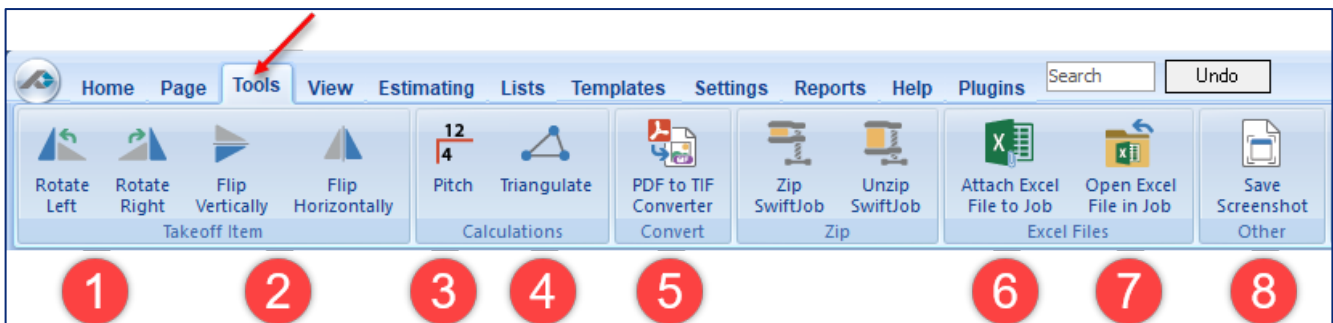 Home Page Tools View Estimating Lists Templates Settings Reports Help Plugins Search Undo
12
4
Rotate Left
Rotate Right
Flip Vertically
Flip Horizontally
Takeoff Item
Pitch
Triangulate
Calculations
PDF to TIF Converter
Convert
Zip SwiftJob
Unzip SwiftJob
Zip
Attach Excel File to Job
Open Excel File in Job
Excel Files
Save Screenshot
Other
1 2 3 4 5 6 7 8